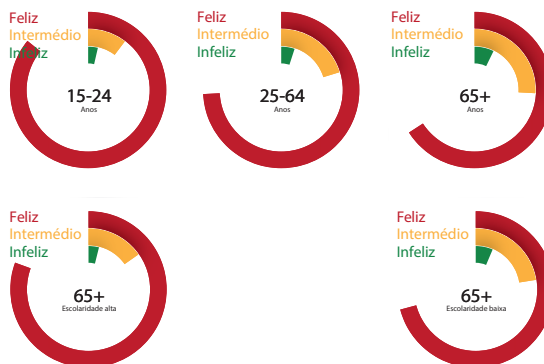 Feliz
Intermédio
Infeliz
15-24
Anos
Feliz
Intermédio
Infeliz
25-64
Anos
Feliz
Intermédio
Infeliz
65+
Anos
Feliz
Intermédio
Infeliz
65+
Escolaridade alta
Feliz
Intermédio
Infeliz
65+
Escolaridade baixa